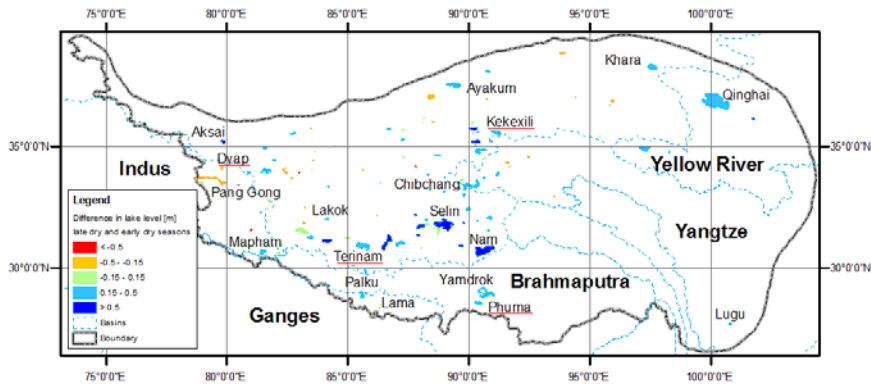 75°0'0"E 80°0'0"E 85°0'0"E 90°0'0"E 95°0'0"E 100°0'0"E
Khara
Ayakum
Qinghai
Kekexili
Aksai
35°0'0"N 35°0'0"N
Dyap
Indus
Yellow River
Pang Gong
Chibchang
Legend
Difference in lake level [m]
late dry and early dry seasons
<-0.5
-0.5 - -0.15
-0.15 - 0.15
0.15 - 0.5
> 0.5
Basins
Boundary
Lakok
Selin
Yangtze
Mapham
Nam
Terinam
30°0'0"N 30°0'0"N
Palku
Yamdrok
Brahmaputra
Lama
Phuma
Ganges
Lugu
75°0'0"E 80°0'0"E 85°0'0"E 90°0'0"E 95°0'0"E 100°0'0"E